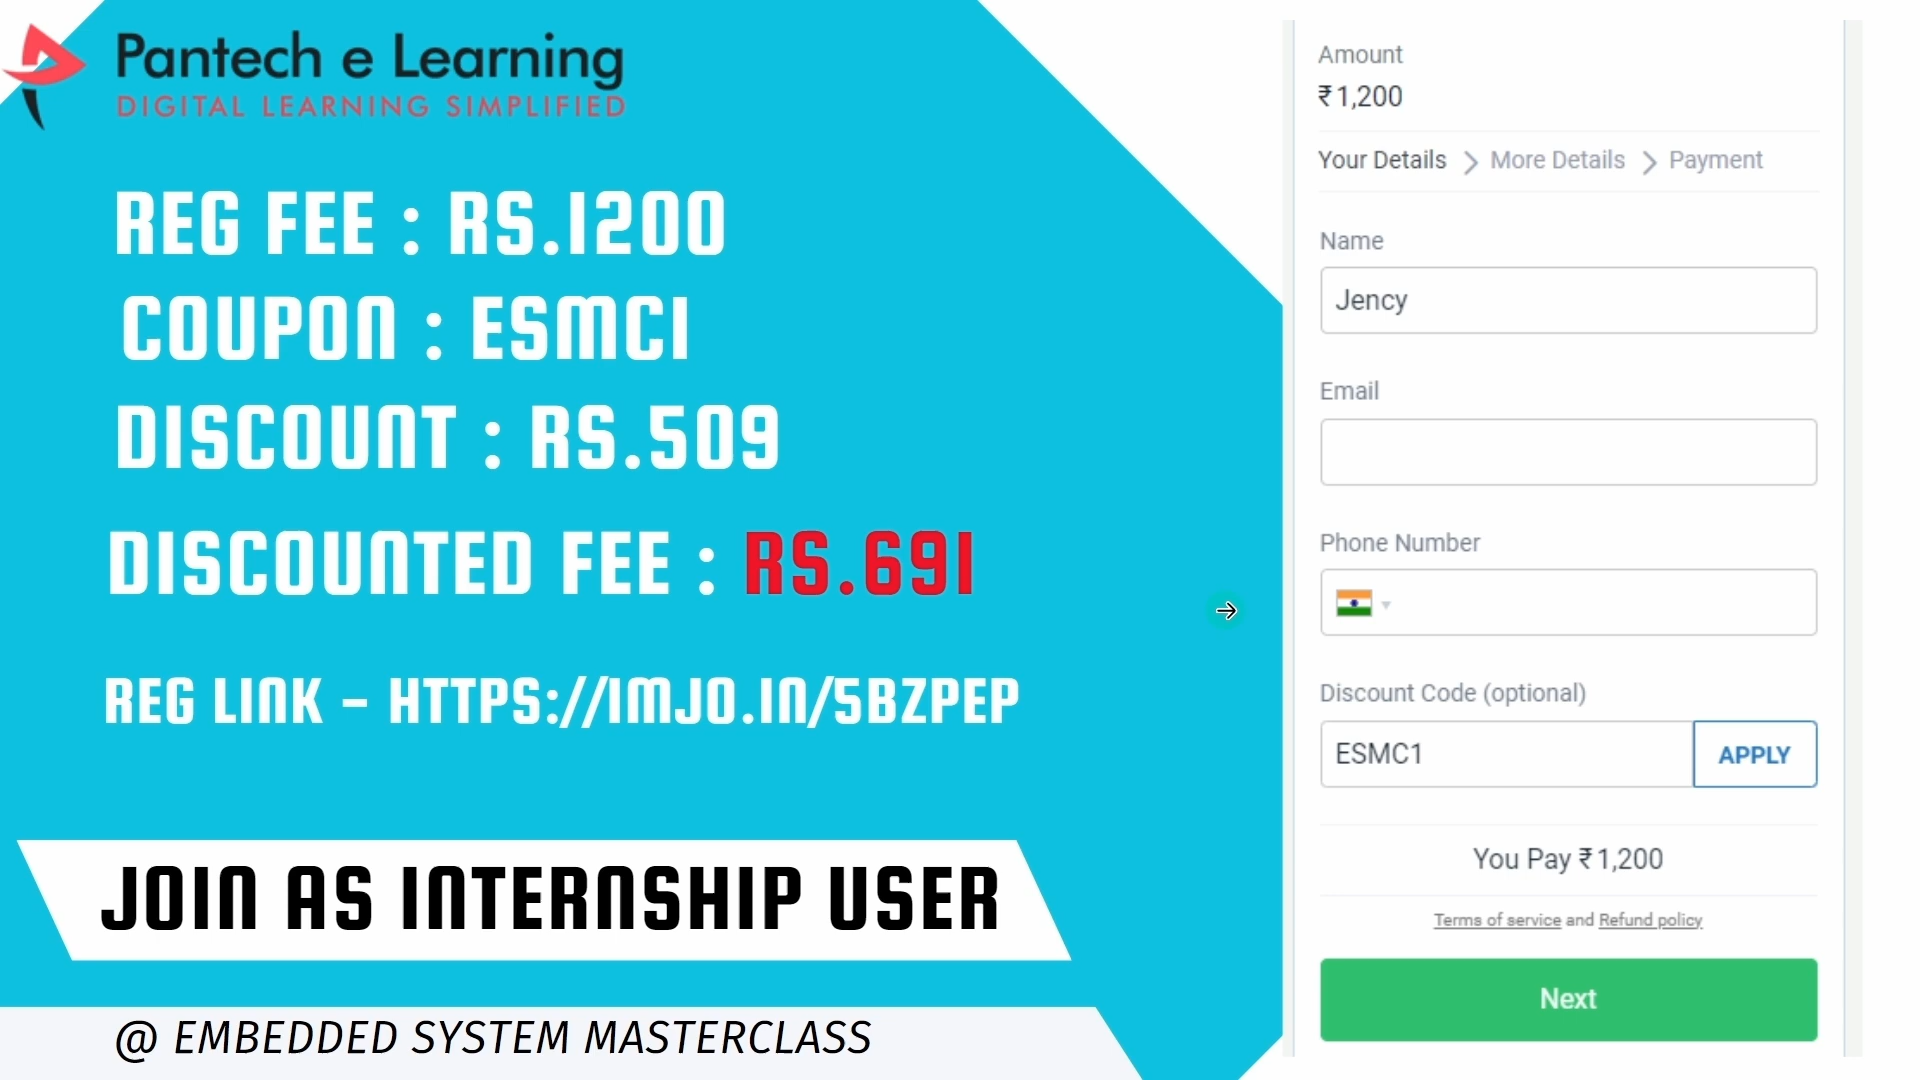 Pantech e Learning
DIGITAL LEARNING SIMPLIFIED
REG FEE : RS.1200
COUPON : ESMC1
DISCOUNT : RS.509
DISCOUNTED FEE : RS.691
REG LINK - HTTPS://IMJO.IN/5BZPEP
JOIN AS INTERNSHIP USER
@ EMBEDDED SYSTEM MASTERCLASS
Amount
₹1,200
Your Details > More Details > Payment
Name
Jency
Email
Phone Number
Discount Code (optional)
ESMC1 APPLY
You Pay ₹1,200
Terms of service and Refund policy
Next